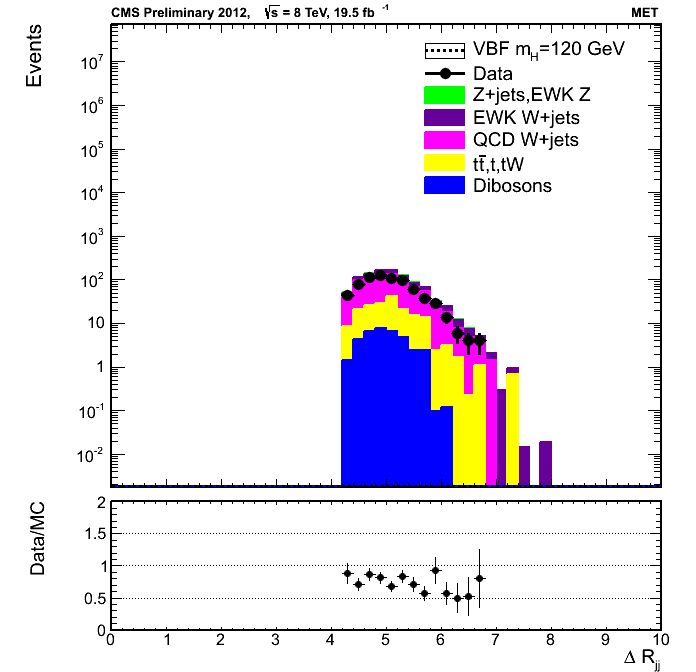 CMS Preliminary 2012, √s = 8 TeV, 19.5 fb⁻¹ MET
Events
VBF m_H=120 GeV
Data
Z+jets,EWK Z
EWK W+jets
QCD W+jets
tt̄,t,tW
Dibosons
10⁷
10⁶
10⁵
10⁴
10³
10²
10
1
10⁻¹
10⁻²
Data/MC
2
1.5
1
0.5
0
0 1 2 3 4 5 6 7 8 9 10
Δ R_jj